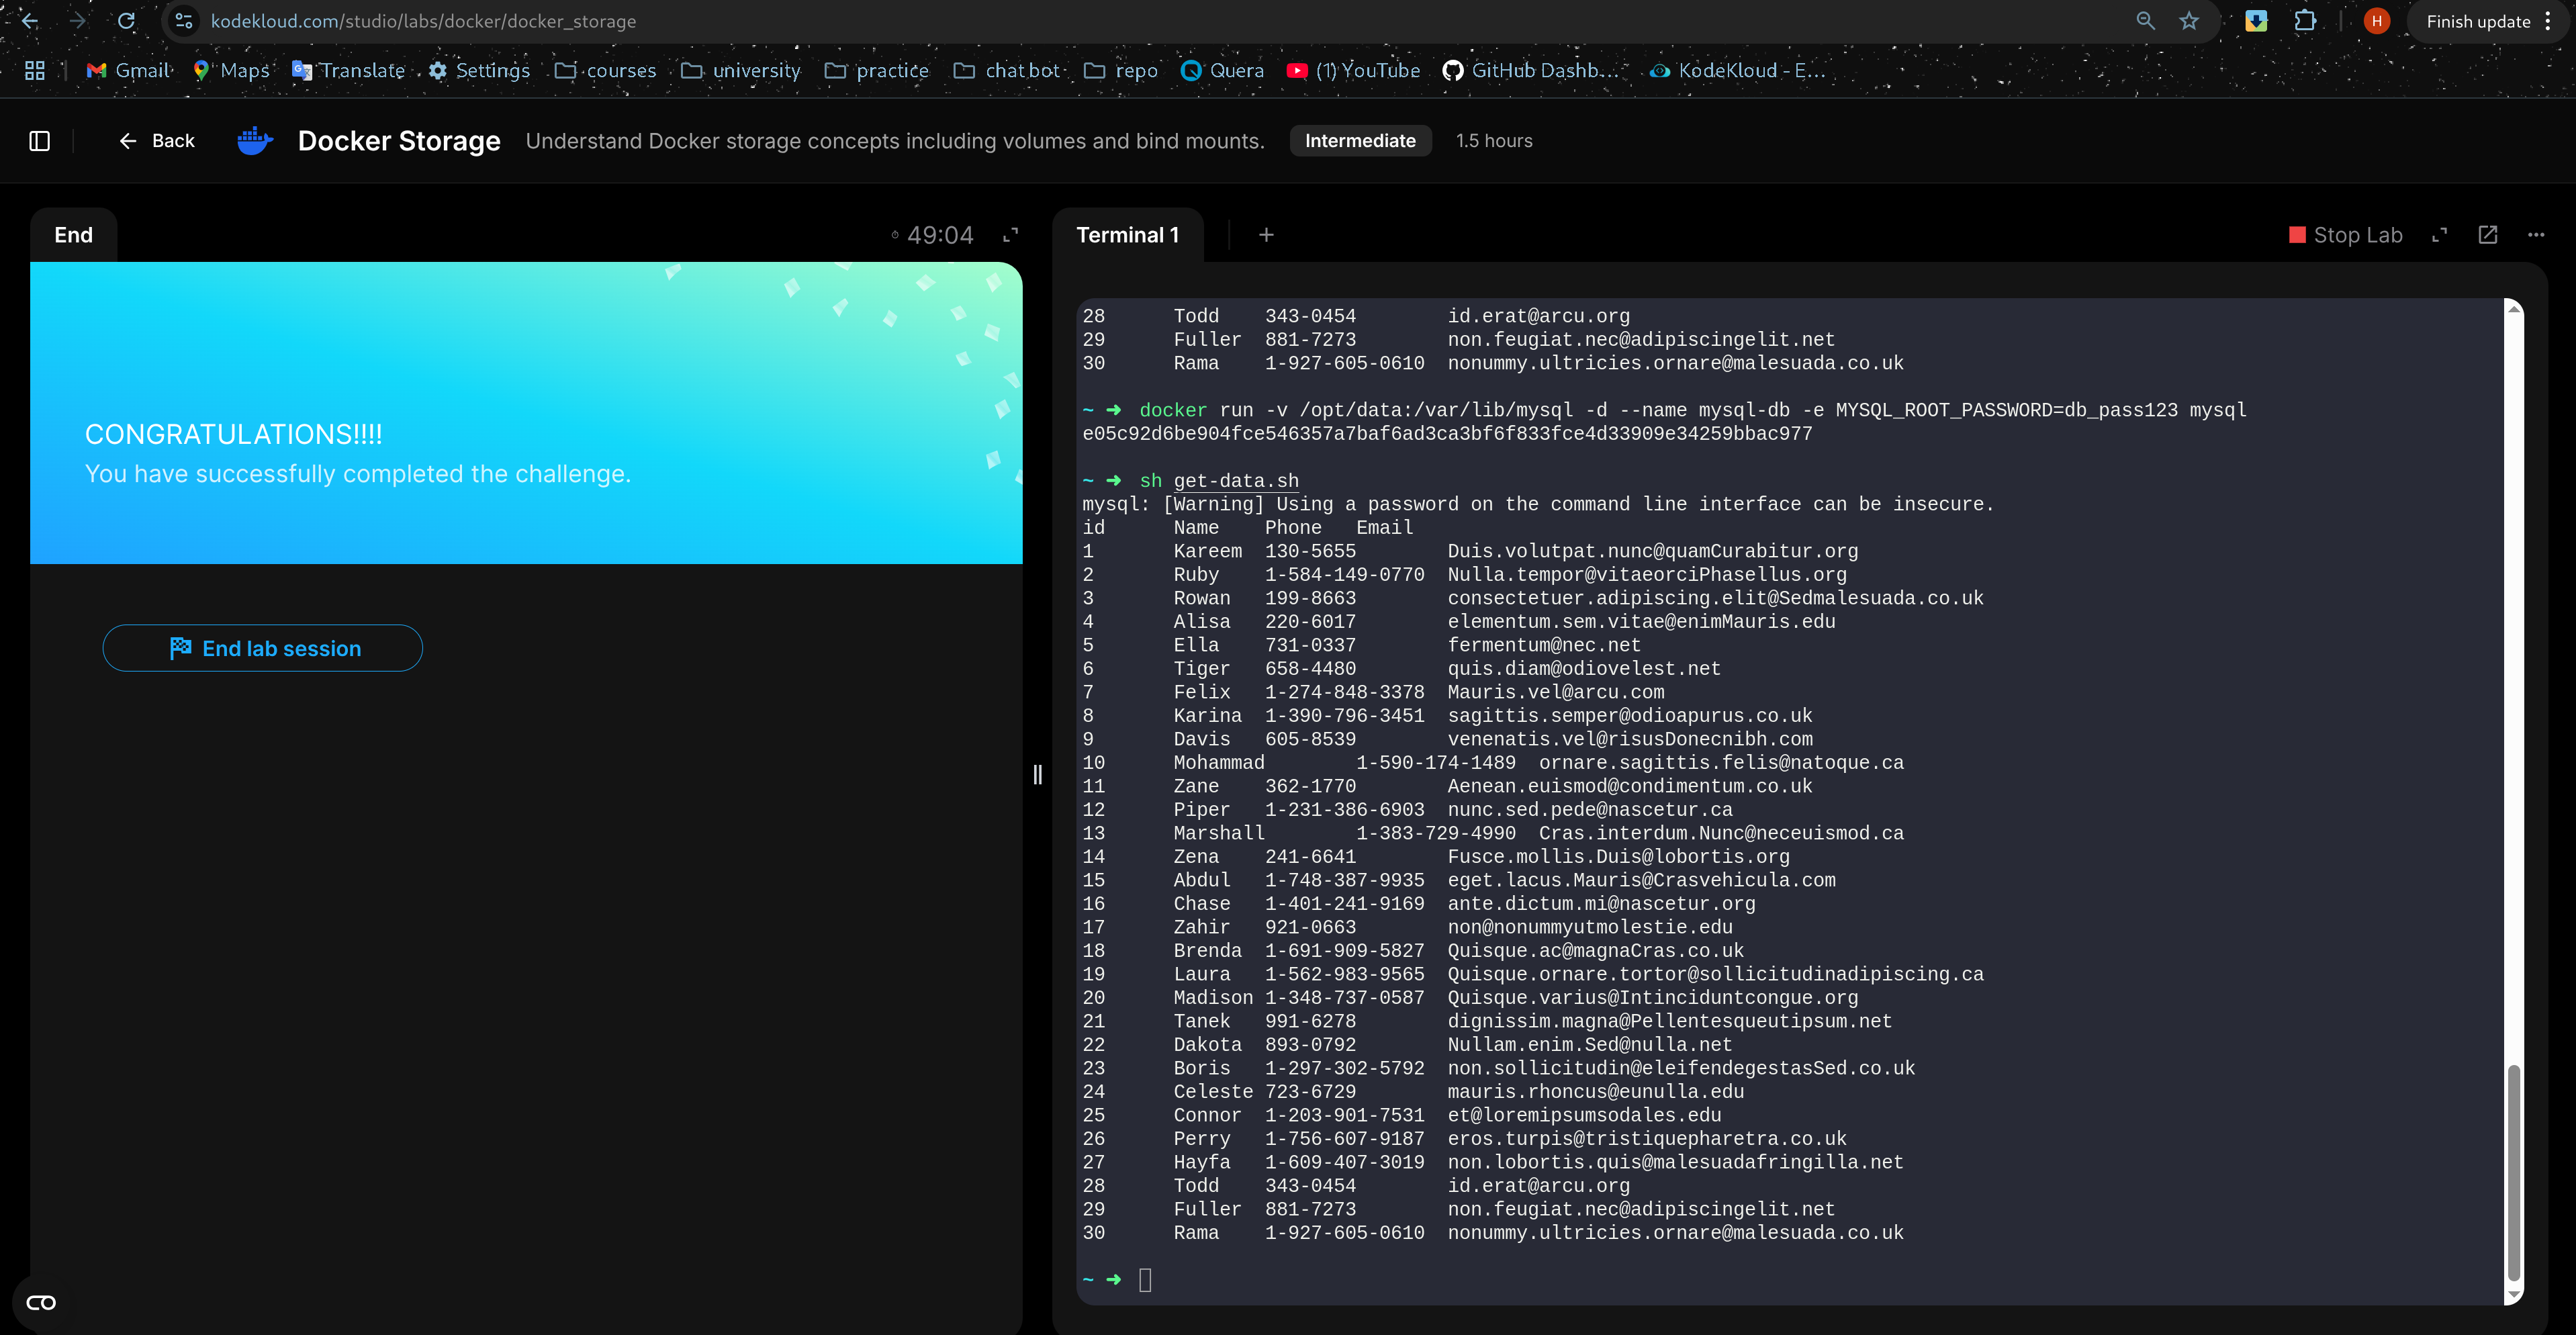 kodekloud.com/studio/labs/docker/docker_storage
H
Finish update
Gmail
Maps
Translate
Settings
courses
university
practice
chat bot
repo
Quera
(1) YouTube
GitHub Dashb...
KodeKloud - E...
Back
Docker Storage
Understand Docker storage concepts including volumes and bind mounts.
Intermediate
1.5 hours
End
49:04
CONGRATULATIONS!!!!
You have successfully completed the challenge.
End lab session
Terminal 1
+
Stop Lab
28 Todd 343-0454 id.erat@arcu.org
29 Fuller 881-7273 non.feugiat.nec@adipiscingelit.net
30 Rama 1-927-605-0610 nonummy.ultricies.ornare@malesuada.co.uk
~ ➜ docker run -v /opt/data:/var/lib/mysql -d --name mysql-db -e MYSQL_ROOT_PASSWORD=db_pass123 mysql
e05c92d6be904fce546357a7baf6ad3ca3bf6f833fce4d33909e34259bbac977
~ ➜ sh get-data.sh
mysql: [Warning] Using a password on the command line interface can be insecure.
id Name Phone Email
1 Kareem 130-5655 Duis.volutpat.nunc@quamCurabitur.org
2 Ruby 1-584-149-0770 Nulla.tempor@vitaeorciPhasellus.org
3 Rowan 199-8663 consectetuer.adipiscing.elit@Sedmalesuada.co.uk
4 Alisa 220-6017 elementum.sem.vitae@enimMauris.edu
5 Ella 731-0337 fermentum@nec.net
6 Tiger 658-4480 quis.diam@odiovelest.net
7 Felix 1-274-848-3378 Mauris.vel@arcu.com
8 Karina 1-390-796-3451 sagittis.semper@odioapurus.co.uk
9 Davis 605-8539 venenatis.vel@risusDonecnibh.com
10 Mohammad 1-590-174-1489 ornare.sagittis.felis@natoque.ca
11 Zane 362-1770 Aenean.euismod@condimentum.co.uk
12 Piper 1-231-386-6903 nunc.sed.pede@nascetur.ca
13 Marshall 1-383-729-4990 Cras.interdum.Nunc@neceuismod.ca
14 Zena 241-6641 Fusce.mollis.Duis@lobortis.org
15 Abdul 1-748-387-9935 eget.lacus.Mauris@Crasvehicula.com
16 Chase 1-401-241-9169 ante.dictum.mi@nascetur.org
17 Zahir 921-0663 non@nonummyutmolestie.edu
18 Brenda 1-691-909-5827 Quisque.ac@magnaCras.co.uk
19 Laura 1-562-983-9565 Quisque.ornare.tortor@sollicitudinadipiscing.ca
20 Madison 1-348-737-0587 Quisque.varius@Intinciduntcongue.org
21 Tanek 991-6278 dignissim.magna@Pellentesqueutipsum.net
22 Dakota 893-0792 Nullam.enim.Sed@nulla.net
23 Boris 1-297-302-5792 non.sollicitudin@eleifendegestasSed.co.uk
24 Celeste 723-6729 mauris.rhoncus@eunulla.edu
25 Connor 1-203-901-7531 et@loremipsumsodales.edu
26 Perry 1-756-607-9187 eros.turpis@tristiquepharetra.co.uk
27 Hayfa 1-609-407-3019 non.lobortis.quis@malesuadafringilla.net
28 Todd 343-0454 id.erat@arcu.org
29 Fuller 881-7273 non.feugiat.nec@adipiscingelit.net
30 Rama 1-927-605-0610 nonummy.ultricies.ornare@malesuada.co.uk
~ ➜